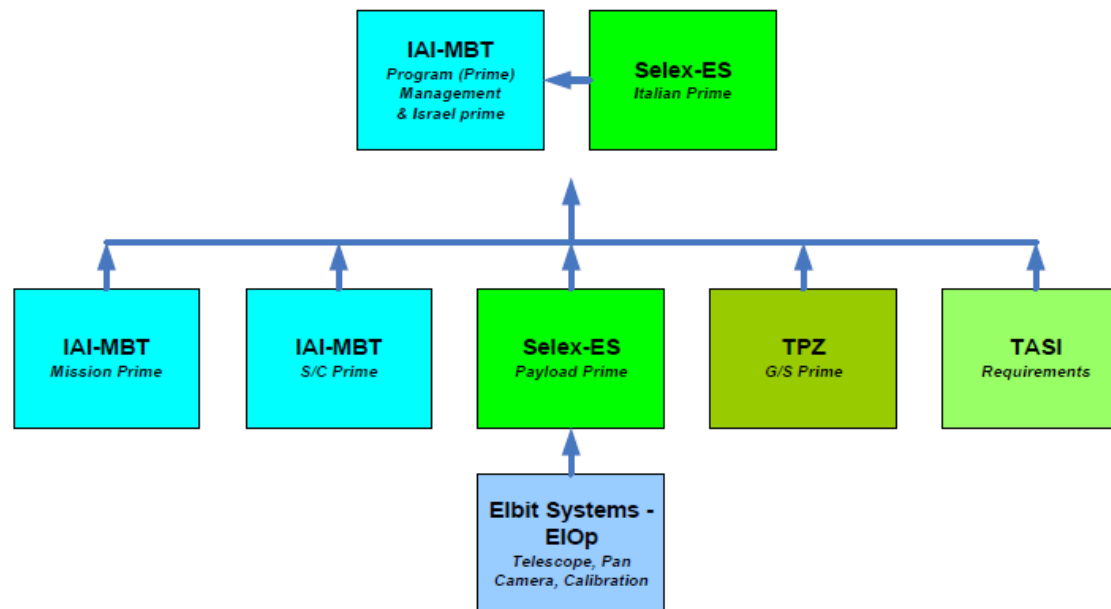 IAI-MBT
Program (Prime)
Management
& Israel prime
Selex-ES
Italian Prime
IAI-MBT
Mission Prime
IAI-MBT
S/C Prime
Selex-ES
Payload Prime
TPZ
G/S Prime
TASI
Requirements
Elbit Systems -
ElOp
Telescope, Pan
Camera, Calibration